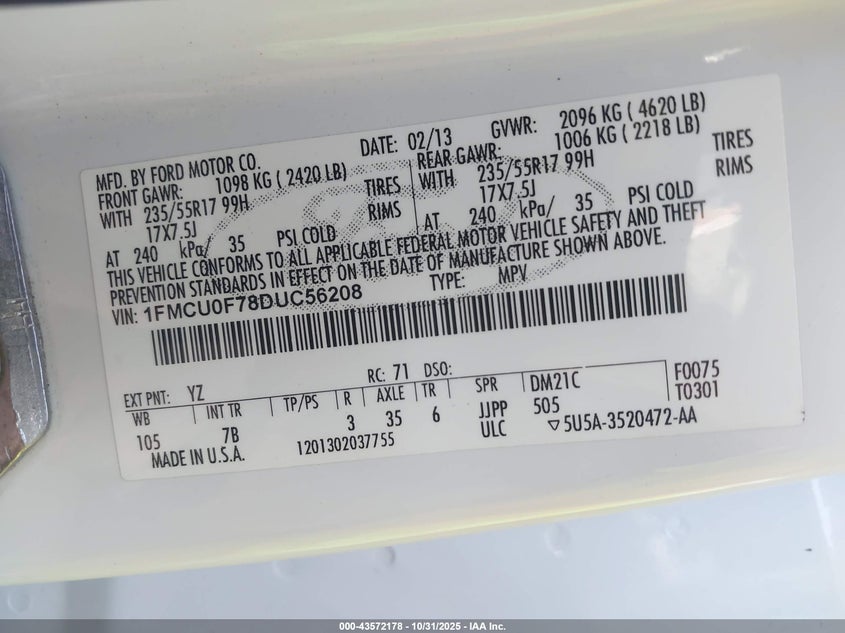 MFD. BY FORD MOTOR CO. DATE: 02/13 GVWR: 2096 KG ( 4620 LB)
FRONT GAWR: 1098 KG ( 2420 LB) REAR GAWR: 1006 KG ( 2218 LB)
WITH 235/55R17 99H TIRES WITH 235/55R17 99H TIRES
17X7.5J RIMS 17X7.5J RIMS
AT 240 kPa/ 35 PSI COLD AT 240 kPa/ 35 PSI COLD
THIS VEHICLE CONFORMS TO ALL APPLICABLE FEDERAL MOTOR VEHICLE SAFETY AND THEFT
PREVENTION STANDARDS IN EFFECT ON THE DATE OF MANUFACTURE SHOWN ABOVE.
VIN: 1FMCU0F78DUC56208 TYPE: MPV
EXT PNT: YZ RC: 71 DSO: F0075
WB INT TR TP/PS R AXLE TR SPR DM21C T0301
105 7B 3 35 6 JJPP 505
MADE IN U.S.A. 1201302037755 ULC ▽5U5A-3520472-AA
000-43572178 - 10/31/2025 - IAA Inc.